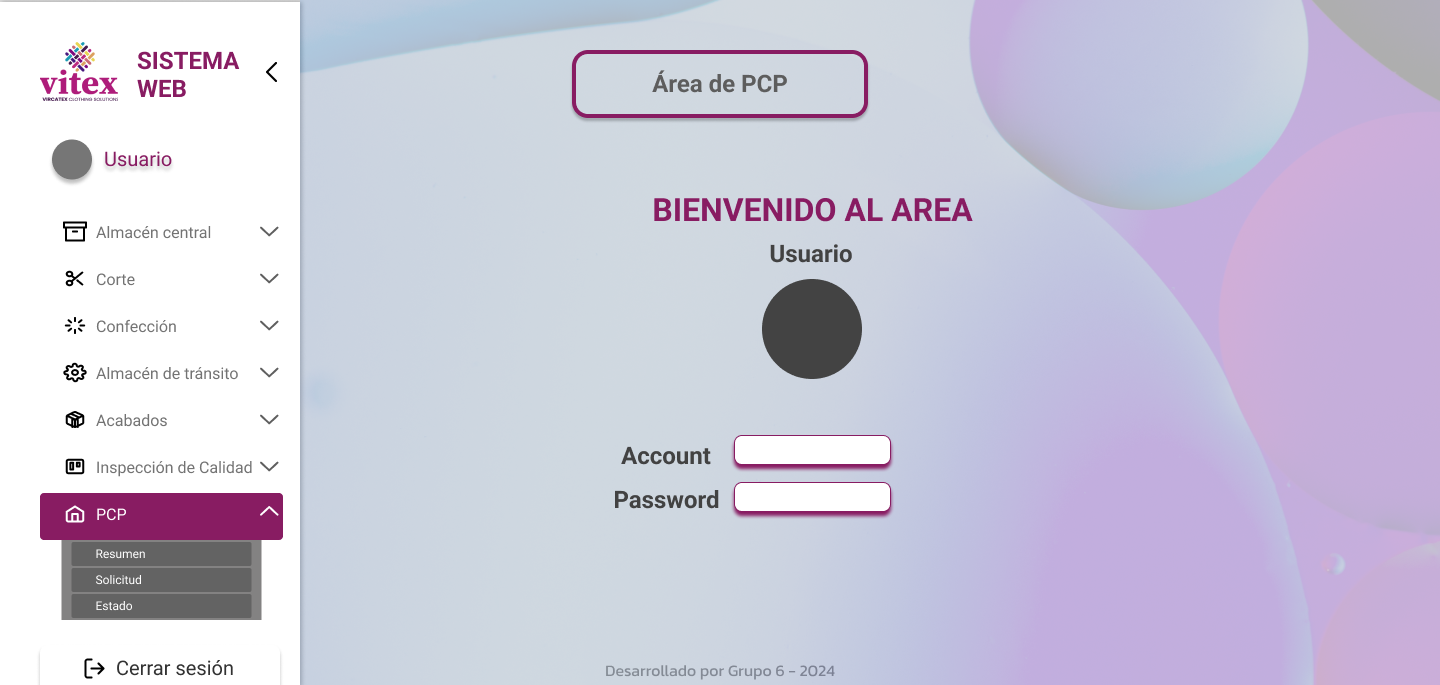 vitex
VIRCATEX CLOTHING SOLUTIONS
SISTEMA
WEB
Usuario
Almacén central
Corte
Confección
Almacén de tránsito
Acabados
Inspección de Calidad
PCP
Resumen
Solicitud
Estado
Cerrar sesión
Área de PCP
BIENVENIDO AL AREA
Usuario
Account
Password
Desarrollado por Grupo 6 - 2024